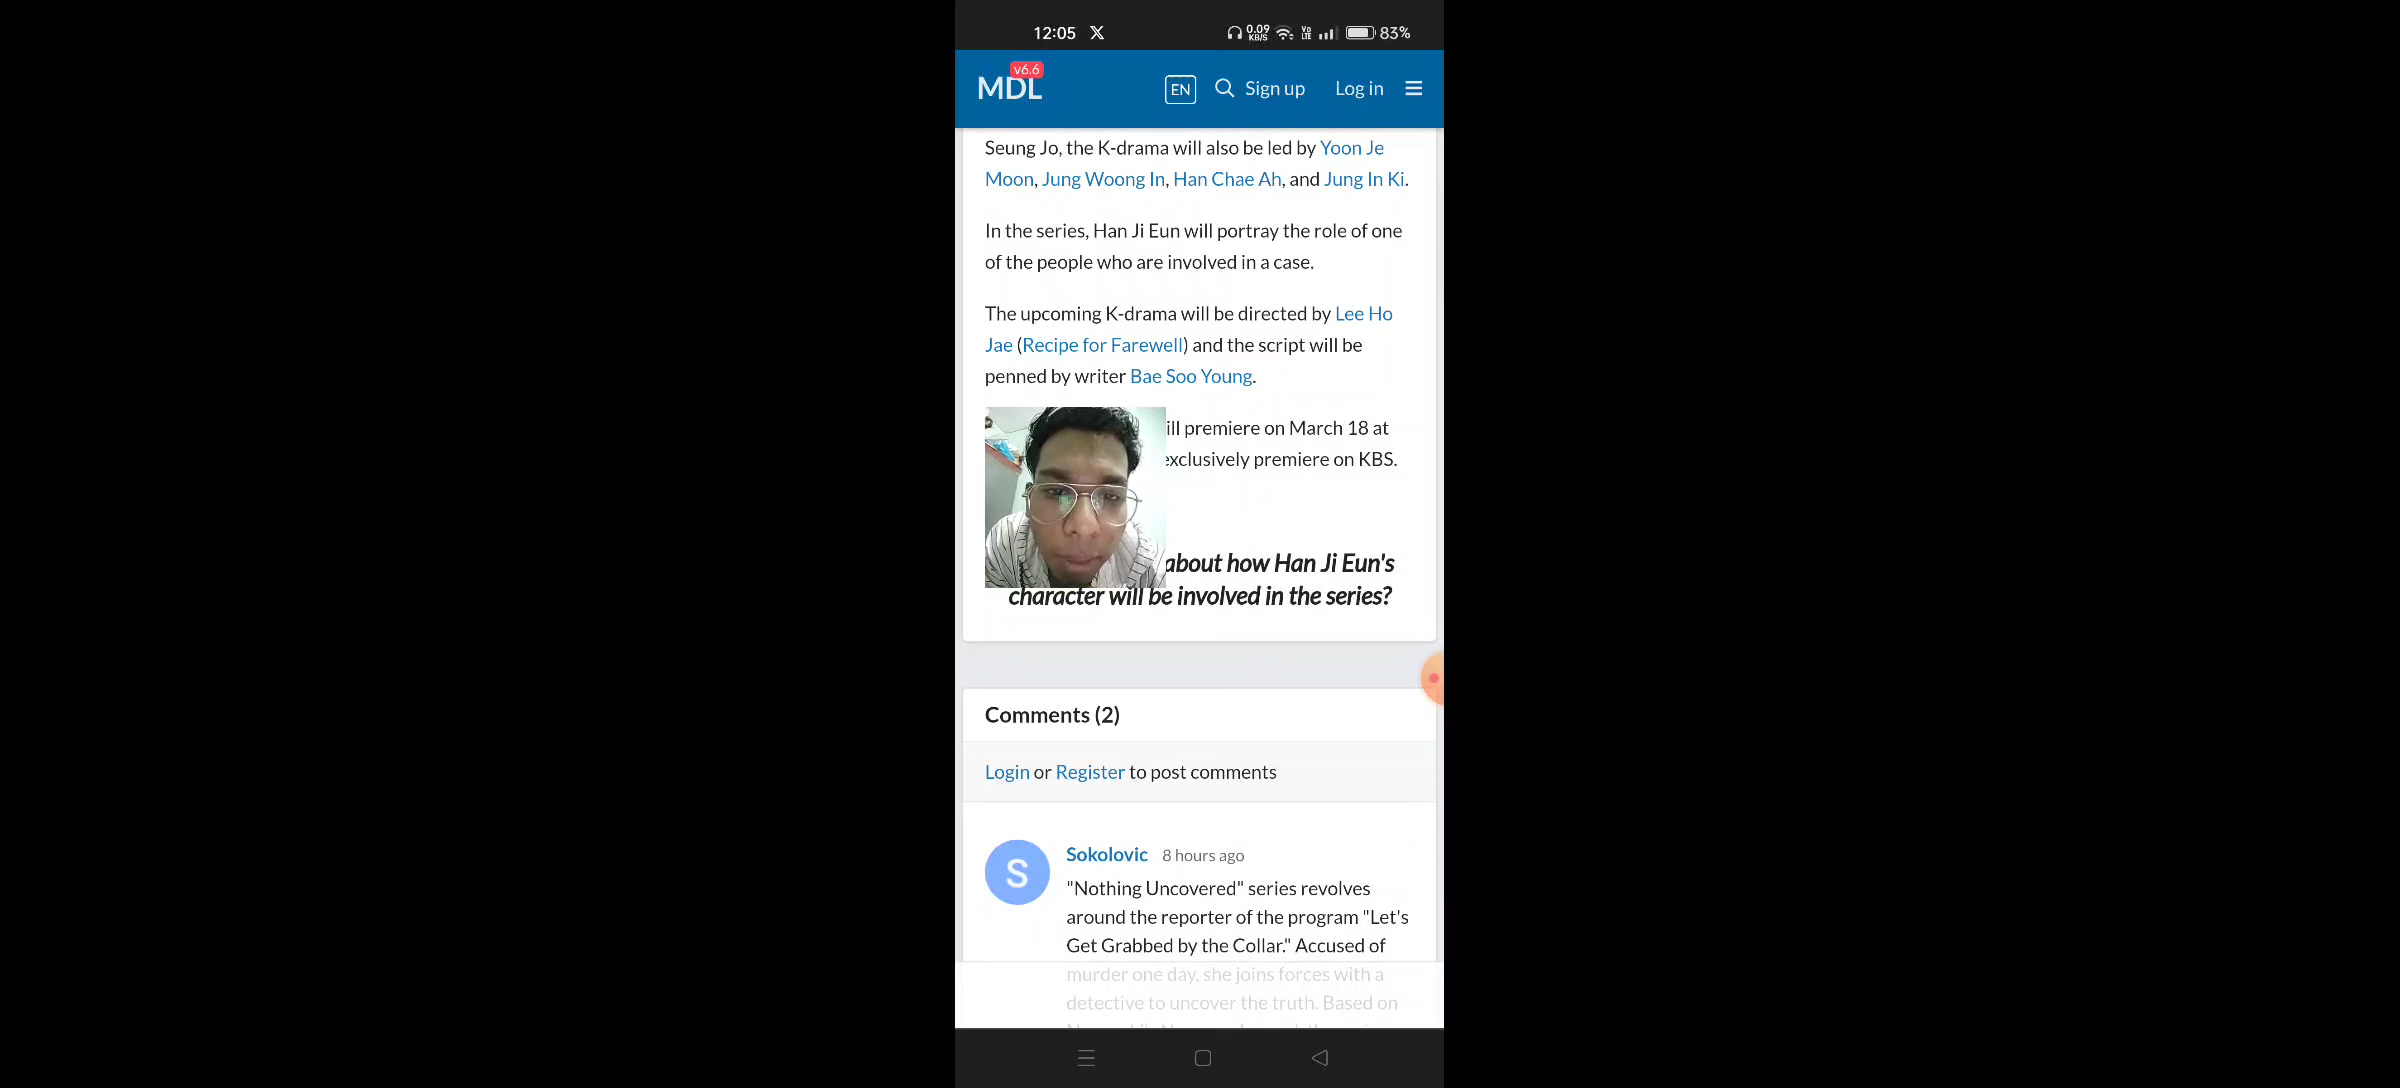 12:05 X 0.09 KB/S Vo LTE 83%
v6.6
MDL EN Sign up Log in
Seung Jo, the K-drama will also be led by Yoon Je
Moon, Jung Woong In, Han Chae Ah, and Jung In Ki.
In the series, Han Ji Eun will portray the role of one
of the people who are involved in a case.
The upcoming K-drama will be directed by Lee Ho
Jae (Recipe for Farewell) and the script will be
penned by writer Bae Soo Young.
ill premiere on March 18 at
exclusively premiere on KBS.
about how Han Ji Eun's
character will be involved in the series?
Comments (2)
Login or Register to post comments
S
Sokolovic 8 hours ago
"Nothing Uncovered" series revolves
around the reporter of the program "Let's
Get Grabbed by the Collar." Accused of
murder one day, she joins forces with a
detective to uncover the truth. Based on